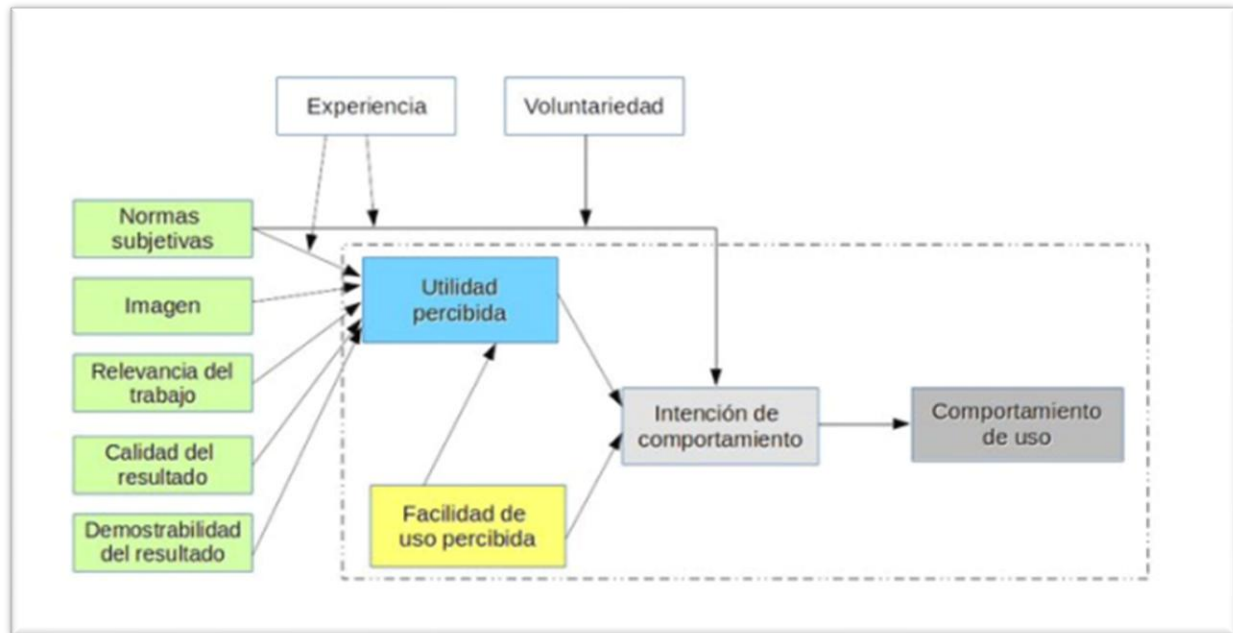 Experiencia
Voluntariedad
Normas
subjetivas
Imagen
Relevancia del
trabajo
Calidad del
resultado
Demostrabilidad
del resultado
Utilidad
percibida
Facilidad de
uso percibida
Intención de
comportamiento
Comportamiento
de uso